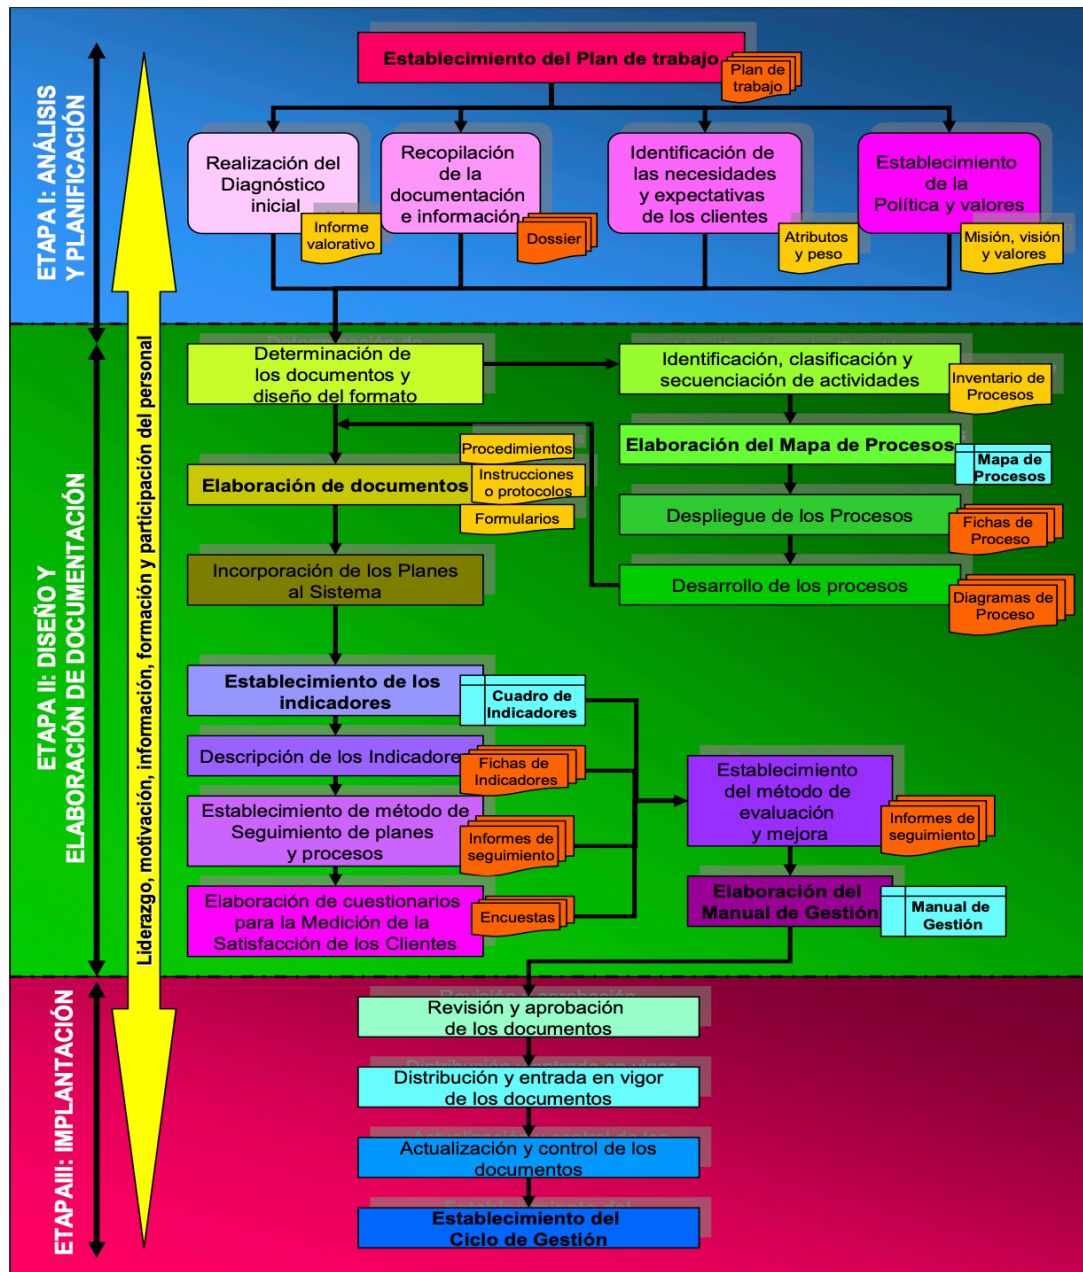 ETAPA I: ANÁLISIS
Y PLANIFICACIÓN
Establecimiento del Plan de trabajo
Plan de
trabajo
Realización del
Diagnóstico
inicial
Informe
valorativo
Recopilación
de la
documentación
e información
Dossier
Identificación de
las necesidades
y expectativas
de los clientes
Atributos
y peso
Establecimiento
de la
Política y valores
Misión, visión
y valores
Liderazgo, motivación, información, formación y participación del personal
ETAPA II: DISEÑO Y
ELABORACIÓN DE DOCUMENTACIÓN
Determinación de
los documentos y
diseño del formato
Identificación, clasificación y
secuenciación de actividades
Inventario de
Procesos
Elaboración del Mapa de Procesos
Mapa de
Procesos
Procedimientos
Elaboración de documentos
Instrucciones
o protocolos
Formularios
Despliegue de los Procesos
Fichas de
Proceso
Incorporación de los Planes
al Sistema
Desarrollo de los procesos
Diagramas de
Proceso
Establecimiento de los
indicadores
Cuadro de
Indicadores
Descripción de los Indicadores
Fichas de
Indicadores
Establecimiento de método de
Seguimiento de planes
y procesos
Informes de
seguimiento
Elaboración de cuestionarios
para la Medición de la
Satisfacción de los Clientes
Encuestas
Establecimiento
del método de
evaluación
y mejora
Informes de
seguimiento
Elaboración del
Manual de Gestión
Manual de
Gestión
ETAPAIII: IMPLANTACIÓN
Revisión y aprobación
de los documentos
Distribución y entrada en vigor
de los documentos
Actualización y control de los
documentos
Establecimiento del
Ciclo de Gestión